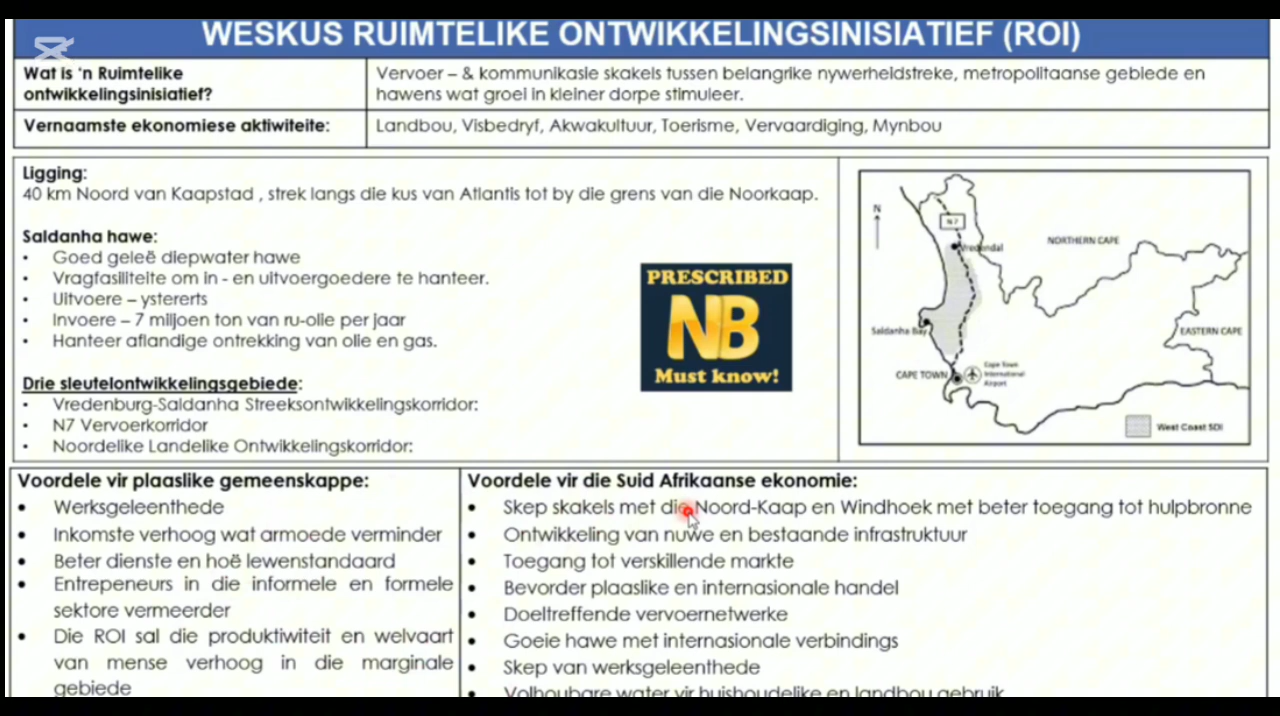 WESKUS RUIMTELIKE ONTWIKKELINGSINISIATIEF (ROI)
Wat is 'n Ruimtelike
ontwikkelingsinisiatief?
Vervoer – & kommunikasie skakels tussen belangrike nywerheidstreke, metropolitaanse gebiede en
hawens wat groei in kleiner dorpe stimuleer.
Vernaamste ekonomiese aktiwiteite:
Landbou, Visbedryf, Akwakultuur, Toerisme, Vervaardiging, Mynbou
Ligging:
40 km Noord van Kaapstad , strek langs die kus van Atlantis tot by die grens van die Noorkaap.
Saldanha hawe:
• Goed geleë diepwater hawe
• Vragfasiliteite om in - en uitvoergoedere te hanteer.
• Uitvoere – ystererts
• Invoere – 7 miljoen ton van ru-olie per jaar
• Hanteer aflandige ontrekking van olie en gas.
Drie sleutelontwikkelingsgebiede:
• Vredenburg-Saldanha Streeksontwikkelingskorridor:
• N7 Vervoerkorridor
• Noordelike Landelike Ontwikkelingskorridor:
PRESCRIBED
NB
Must know!
N
N7
Vredendal
NORTHERN CAPE
Saldanha Bay
EASTERN CAPE
CAPE TOWN
Cape Town
International
Airport
West Coast SDI
Voordele vir plaaslike gemeenskappe:
• Werksgeleenthede
• Inkomste verhoog wat armoede verminder
• Beter dienste en hoë lewenstandaard
• Entrepeneurs in die informele en formele
sektore vermeerder
• Die ROI sal die produktiwiteit en welvaart
van mense verhoog in die marginale
gebiede
Voordele vir die Suid Afrikaanse ekonomie:
• Skep skakels met die Noord-Kaap en Windhoek met beter toegang tot hulpbronne
• Ontwikkeling van nuwe en bestaande infrastruktuur
• Toegang tot verskillende markte
• Bevorder plaaslike en internasionale handel
• Doeltreffende vervoernetwerke
• Goeie hawe met internasionale verbindings
• Skep van werksgeleenthede
• Volhoubare water vir huishoudelike en landbou gebruik